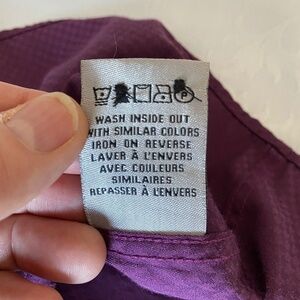 WASH INSIDE OUT
WITH SIMILAR COLORS
IRON ON REVERSE
LAVER À L'ENVERS
AVEC COULEURS
SIMILAIRES
REPASSER À L'ENVERS